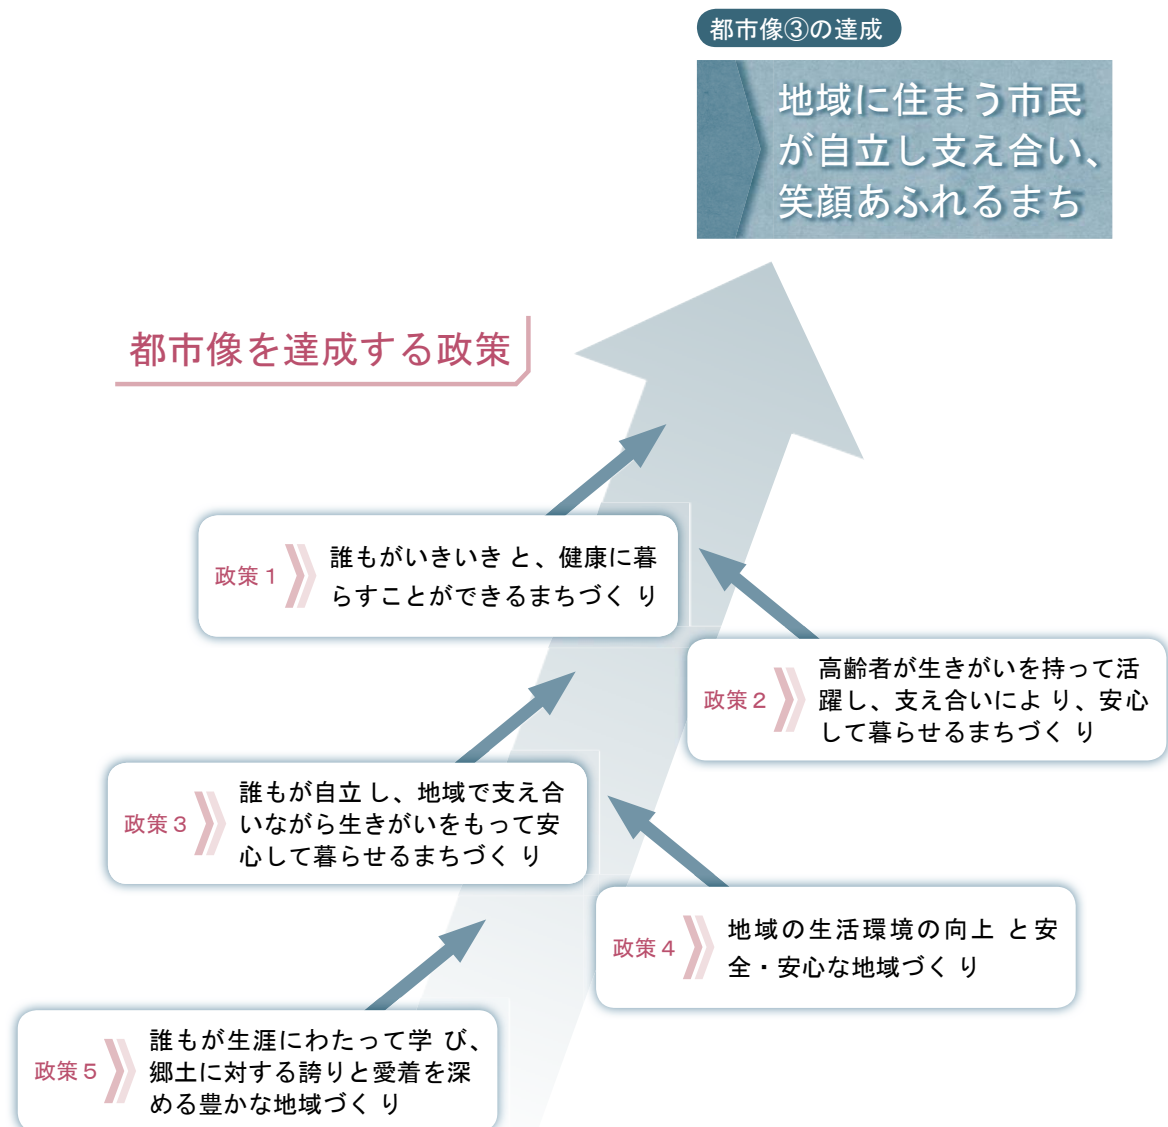 都市像③の達成
地域に住まう市民
が自立し支え合い、
笑顔あふれるまち
都市像を達成する政策
政策1
誰もがいきいきと、健康に暮
らすことができるまちづくり
政策2
高齢者が生きがいを持って活
躍し、支え合いにより、安心
して暮らせるまちづくり
政策3
誰もが自立し、地域で支え合
いながら生きがいをもって安
心して暮らせるまちづくり
政策4
地域の生活環境の向上と安
全・安心な地域づくり
政策5
誰もが生涯にわたって学び、
郷土に対する誇りと愛着を深
める豊かな地域づくり